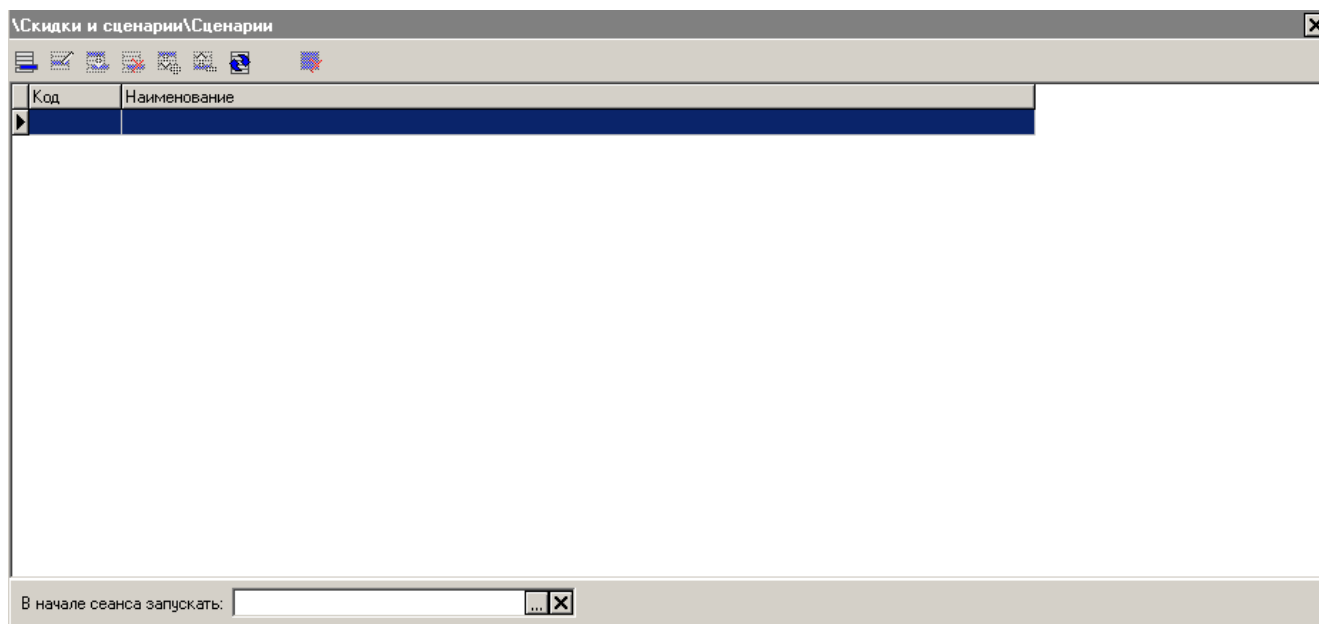 \Скидки и сценарии\Сценарии
Код Наименование
В начале сеанса запускать: ...